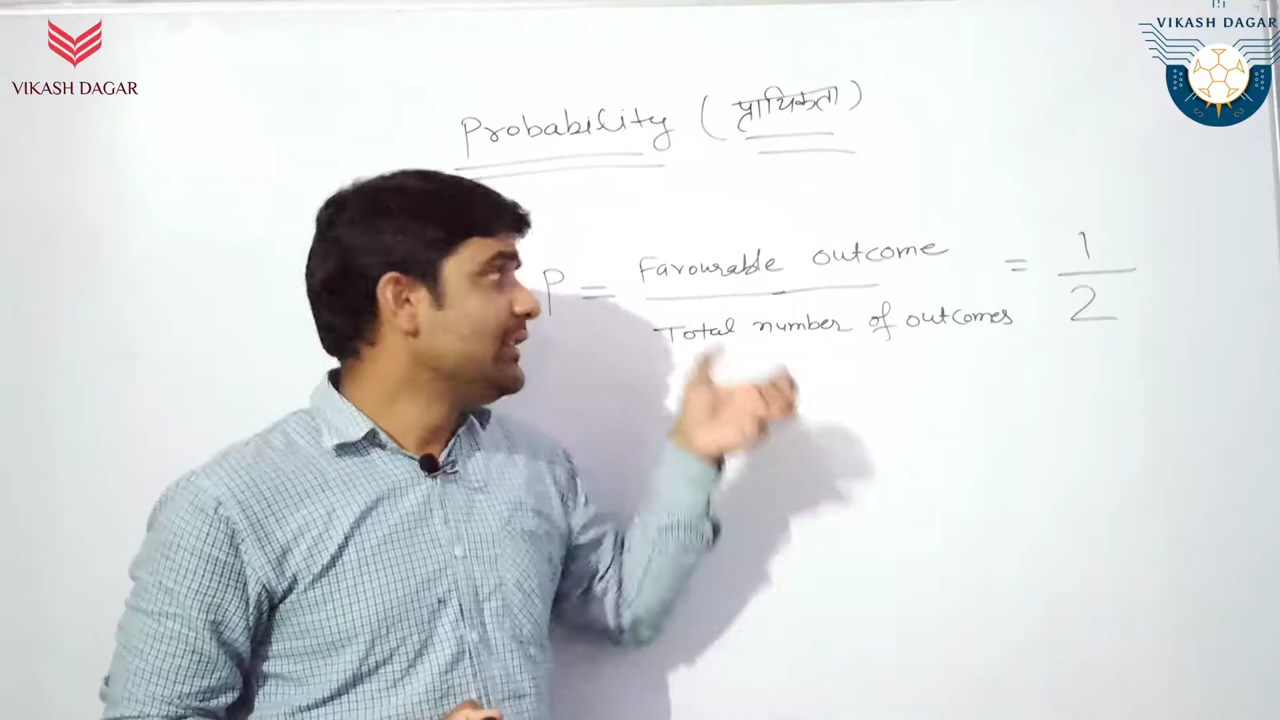 VIKASH DAGAR
VIKASH DAGAR
Probability (प्रायिकता)
P = Favourable outcome / Total number of outcomes = 1 / 2